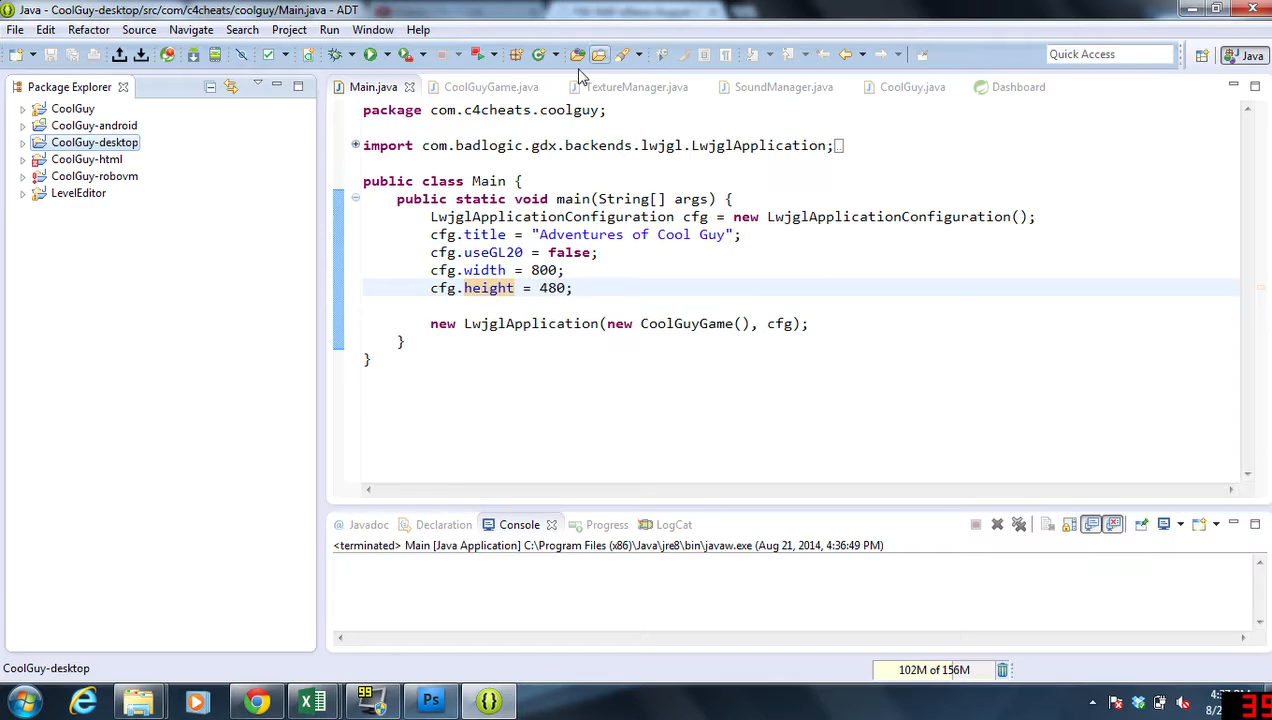 Java - CoolGuy-desktop/src/com/c4cheats/coolguy/Main.java - ADT
File Edit Refactor Source Navigate Search Project Run Window Help
Quick Access
Java
Package Explorer
Main.java CoolGuyGame.java TextureManager.java SoundManager.java CoolGuy.java Dashboard
CoolGuy
CoolGuy-android
CoolGuy-desktop
CoolGuy-html
CoolGuy-robovm
LevelEditor
package com.c4cheats.coolguy;
import com.badlogic.gdx.backends.lwjgl.LwjglApplication;
public class Main {
public static void main(String[] args) {
LwjglApplicationConfiguration cfg = new LwjglApplicationConfiguration();
cfg.title = "Adventures of Cool Guy";
cfg.useGL20 = false;
cfg.width = 800;
cfg.height = 480;
new LwjglApplication(new CoolGuyGame(), cfg);
}
}
@ Javadoc Declaration Console Progress LogCat
<terminated> Main [Java Application] C:\Program Files (x86)\Java\jre8\bin\javaw.exe (Aug 21, 2014, 4:36:49 PM)
CoolGuy-desktop
102M of 156M
99
Ps